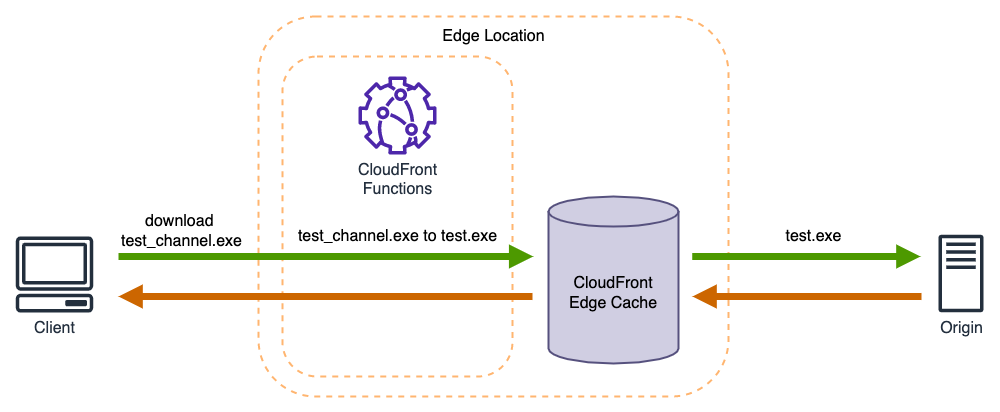 Edge Location
CloudFront
Functions
download
test_channel.exe
test_channel.exe to test.exe
test.exe
CloudFront
Edge Cache
Client
Origin